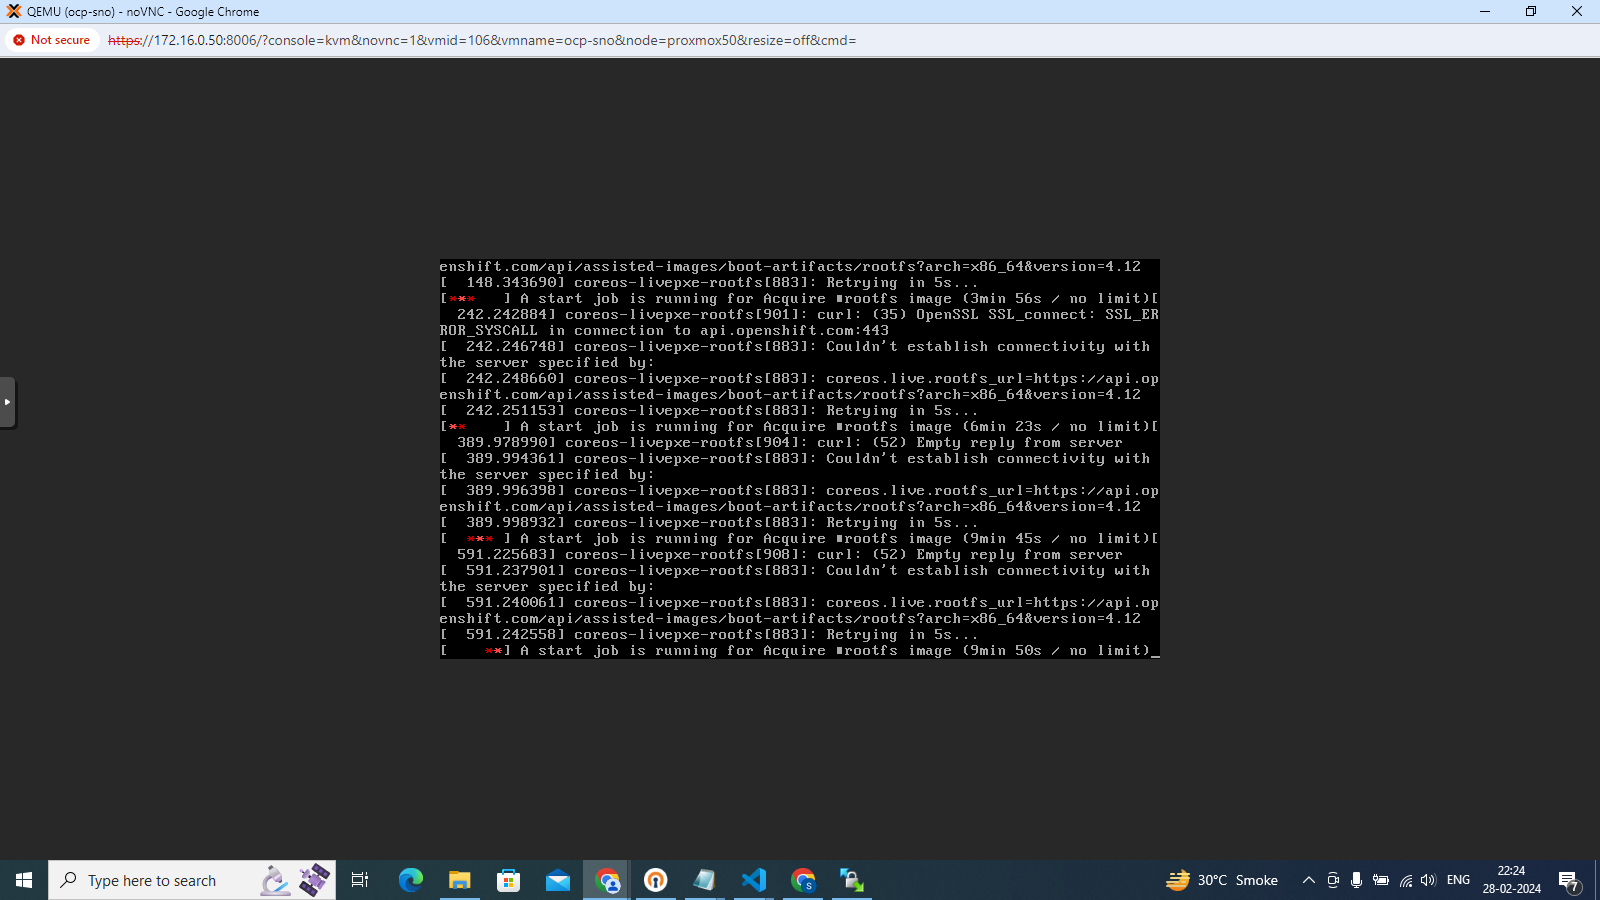 QEMU (ocp-sno) - noVNC - Google Chrome
Not secure https://172.16.0.50:8006/?console=kvm&novnc=1&vmid=106&vmname=ocp-sno&node=proxmox50&resize=off&cmd=
enshift.com/api/assisted-images/boot-artifacts/rootfs?arch=x86_64&version=4.12
[  148.343690] coreos-livepxe-rootfs[883]: Retrying in 5s...
[***   ] A start job is running for Acquire ∎rootfs image (3min 56s / no limit)[
  242.242884] coreos-livepxe-rootfs[901]: curl: (35) OpenSSL SSL_connect: SSL_ER
ROR_SYSCALL in connection to api.openshift.com:443
[  242.246748] coreos-livepxe-rootfs[883]: Couldn't establish connectivity with
the server specified by:
[  242.248660] coreos-livepxe-rootfs[883]: coreos.live.rootfs_url=https://api.op
enshift.com/api/assisted-images/boot-artifacts/rootfs?arch=x86_64&version=4.12
[  242.251153] coreos-livepxe-rootfs[883]: Retrying in 5s...
[**    ] A start job is running for Acquire ∎rootfs image (6min 23s / no limit)[
  389.978990] coreos-livepxe-rootfs[904]: curl: (52) Empty reply from server
[  389.994361] coreos-livepxe-rootfs[883]: Couldn't establish connectivity with
the server specified by:
[  389.996398] coreos-livepxe-rootfs[883]: coreos.live.rootfs_url=https://api.op
enshift.com/api/assisted-images/boot-artifacts/rootfs?arch=x86_64&version=4.12
[  389.998932] coreos-livepxe-rootfs[883]: Retrying in 5s...
[  *** ] A start job is running for Acquire ∎rootfs image (9min 45s / no limit)[
  591.225683] coreos-livepxe-rootfs[908]: curl: (52) Empty reply from server
[  591.237901] coreos-livepxe-rootfs[883]: Couldn't establish connectivity with
the server specified by:
[  591.240061] coreos-livepxe-rootfs[883]: coreos.live.rootfs_url=https://api.op
enshift.com/api/assisted-images/boot-artifacts/rootfs?arch=x86_64&version=4.12
[  591.242558] coreos-livepxe-rootfs[883]: Retrying in 5s...
[    **] A start job is running for Acquire ∎rootfs image (9min 50s / no limit)_
Type here to search
S
30°C Smoke
ENG
22:24
28-02-2024
7